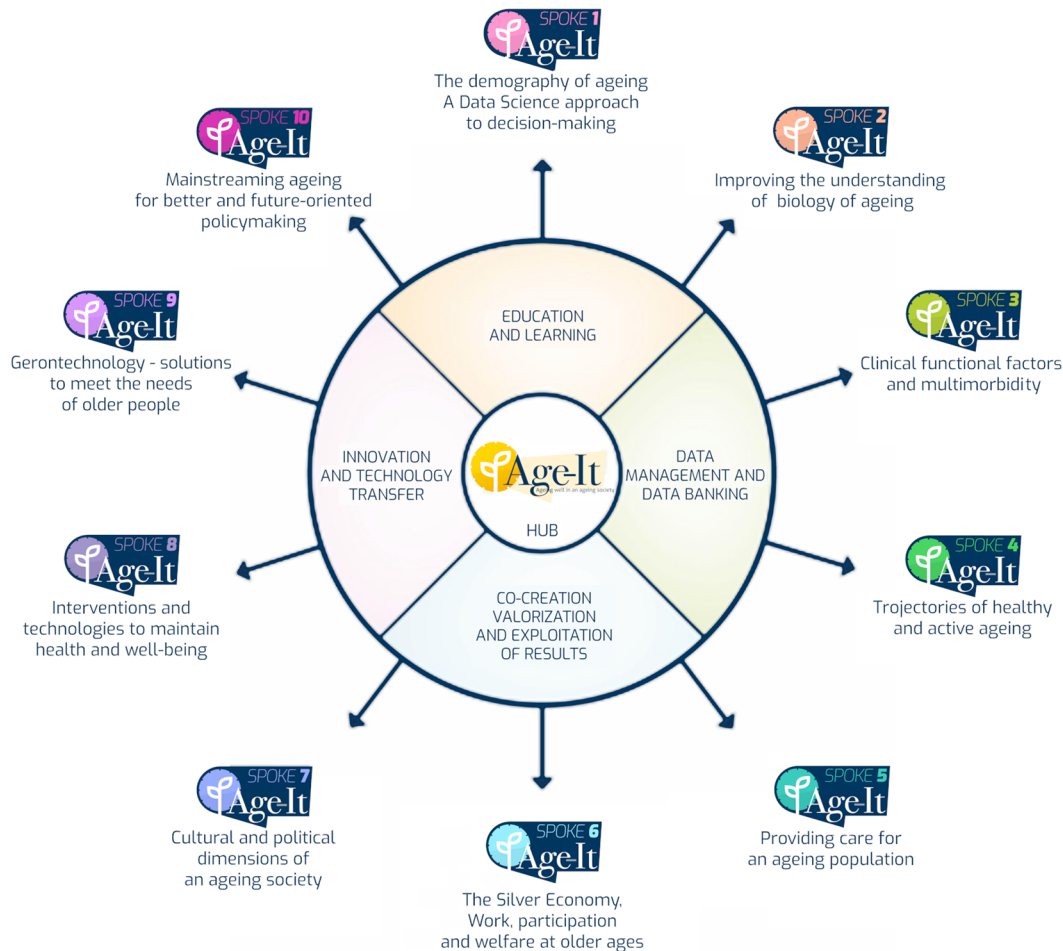 SPOKE 1
Age-It
The demography of ageing
A Data Science approach
to decision-making
SPOKE 2
Age-It
Improving the understanding
of biology of ageing
SPOKE 3
Age-It
Clinical functional factors
and multimorbidity
SPOKE 4
Age-It
Trajectories of healthy
and active ageing
SPOKE 5
Age-It
Providing care for
an ageing population
SPOKE 6
Age-It
The Silver Economy,
Work, participation
and welfare at older ages
SPOKE 7
Age-It
Cultural and political
dimensions of
an ageing society
SPOKE 8
Age-It
Interventions and
technologies to maintain
health and well-being
SPOKE 9
Age-It
Gerontechnology - solutions
to meet the needs
of older people
SPOKE 10
Age-It
Mainstreaming ageing
for better and future-oriented
policymaking
EDUCATION
AND LEARNING
DATA
MANAGEMENT AND
DATA BANKING
CO-CREATION
VALORIZATION
AND EXPLOITATION
OF RESULTS
INNOVATION
AND TECHNOLOGY
TRANSFER
Age-It
Ageing well in an ageing society
HUB